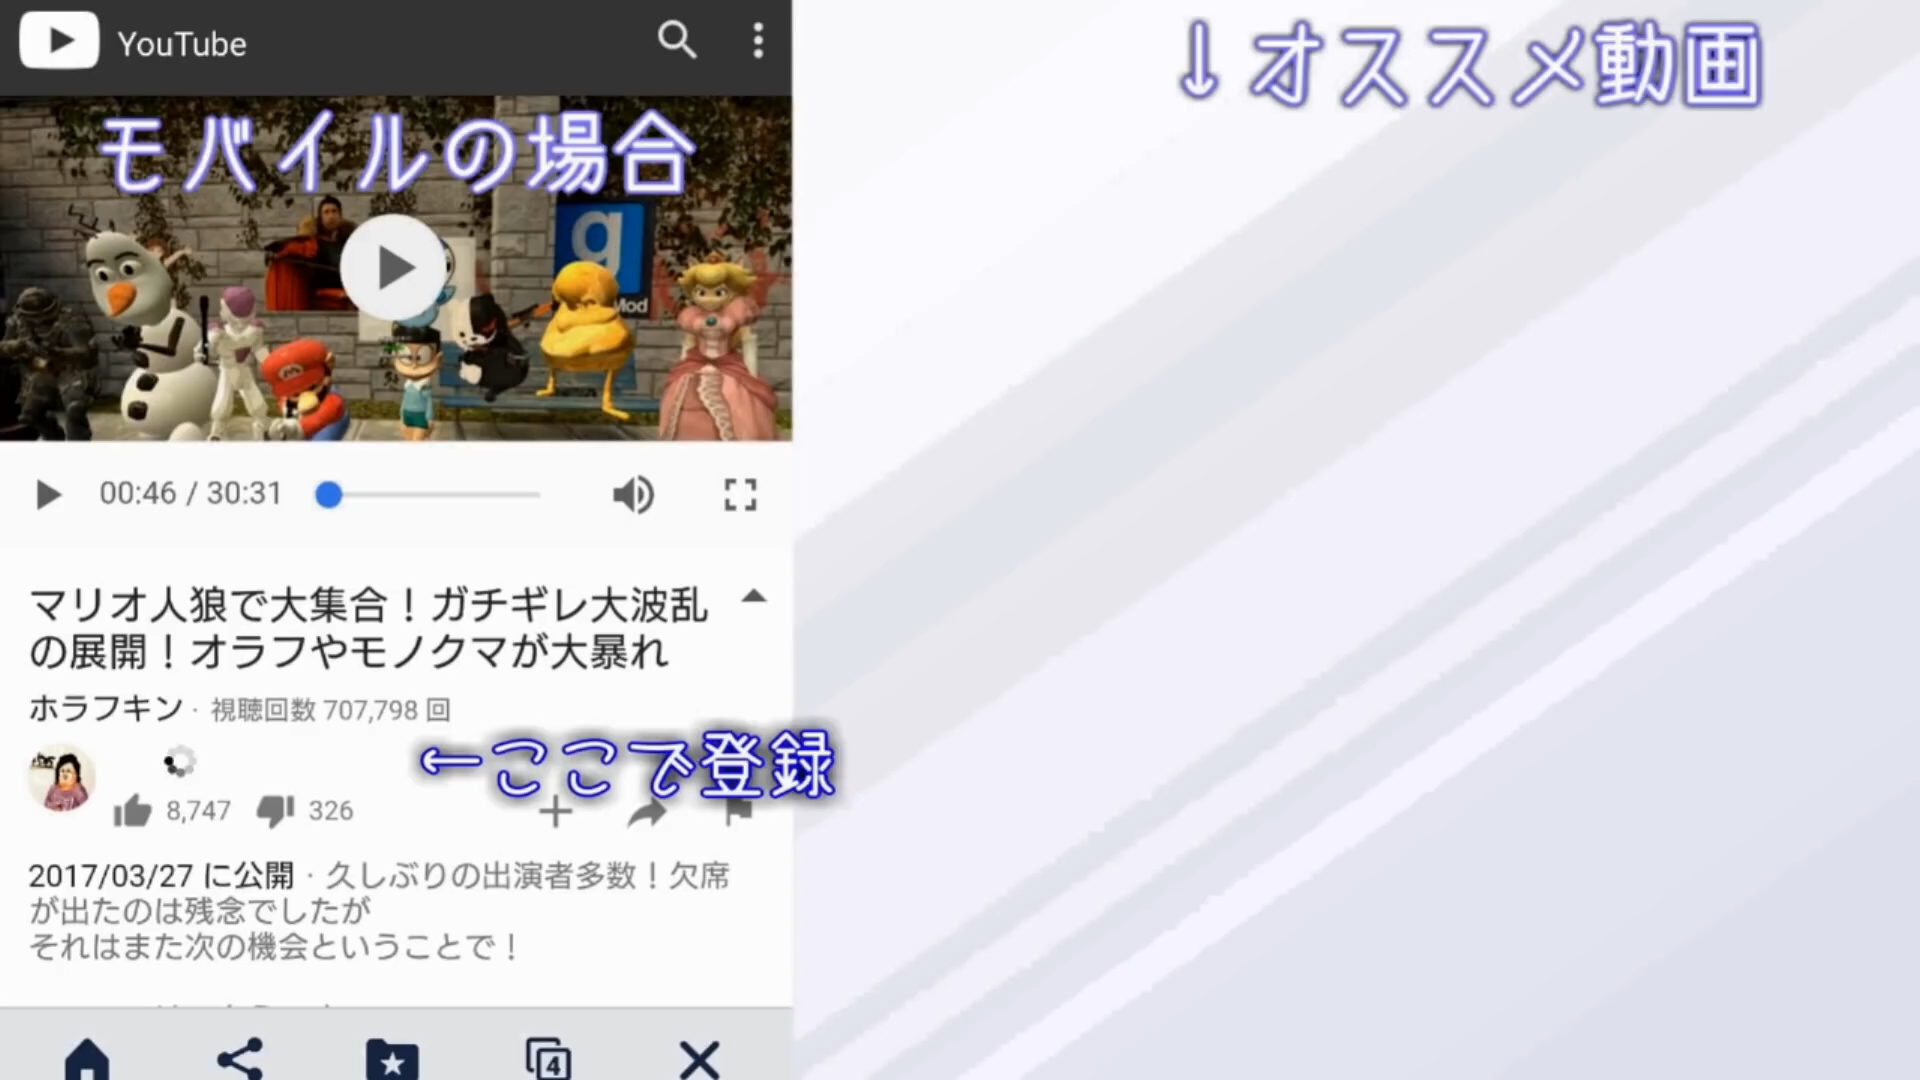 YouTube
↓オススメ動画
モバイルの場合
g
Mod
00:46 / 30:31
マリオ人狼で大集合！ガチギレ大波乱
の展開！オラフやモノクマが大暴れ
ホラフキン · 視聴回数 707,798 回
←ここで登録
8,747 326
2017/03/27 に公開 · 久しぶりの出演者多数！欠席
が出たのは残念でしたが
それはまた次の機会ということで！
4